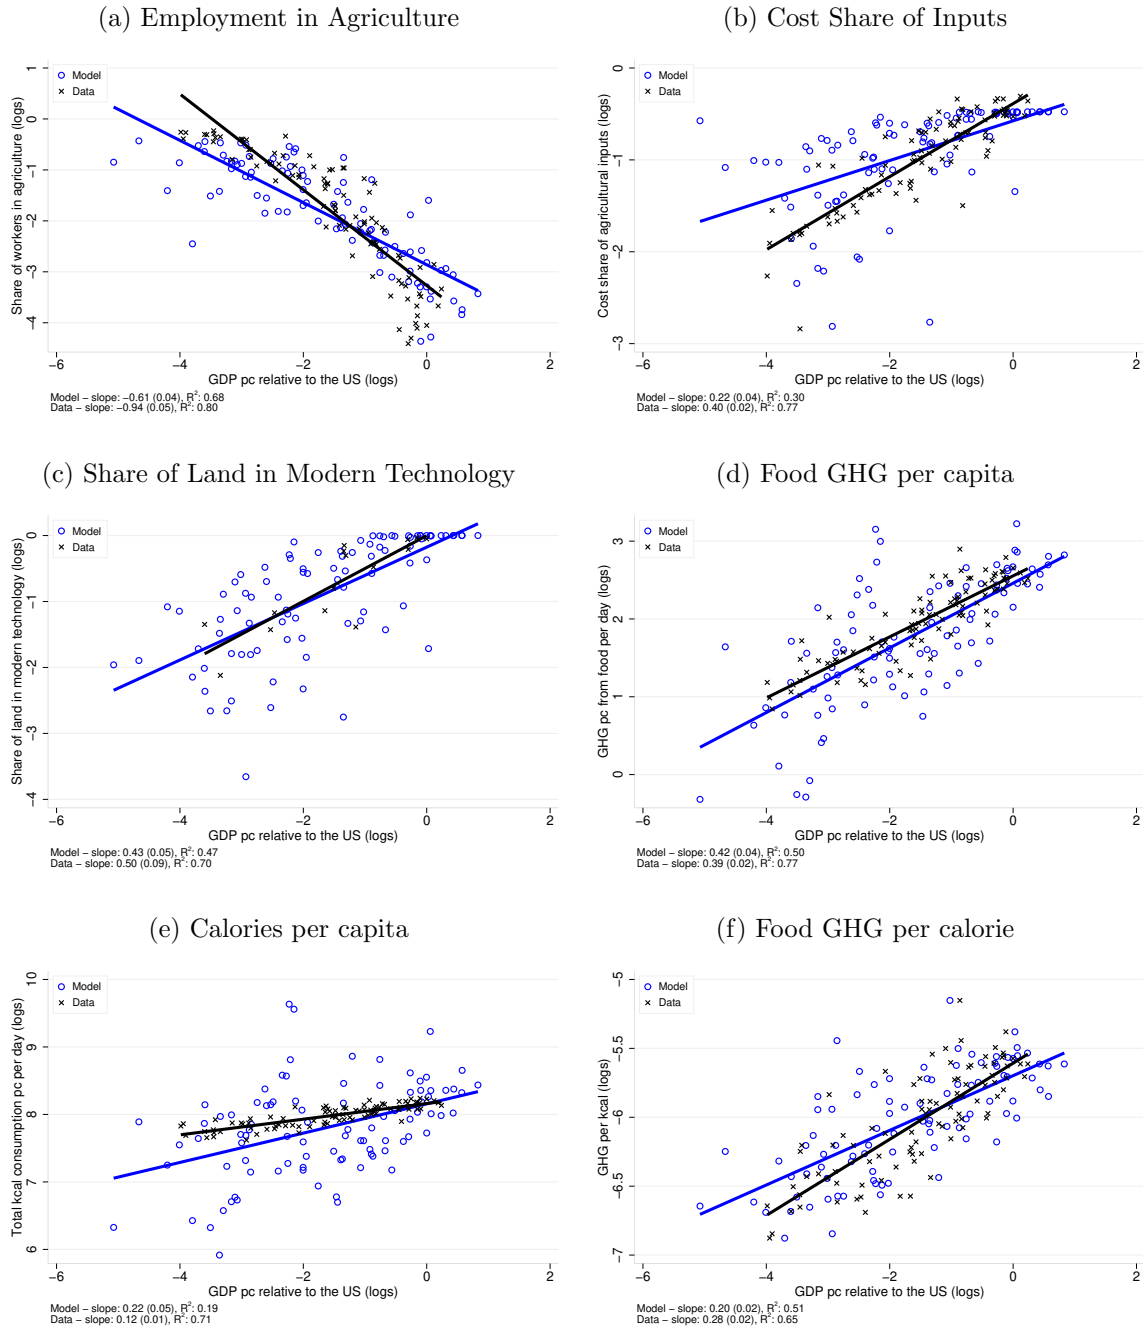 (a) Employment in Agriculture
Share of workers in agriculture (logs)
1
0
−1
−2
−3
−4
Model
Data
−6 −4 −2 0 2
GDP pc relative to the US (logs)
Model − slope: −0.61 (0.04), R²: 0.68
Data − slope: −0.94 (0.05), R²: 0.80
(b) Cost Share of Inputs
Cost share of agricultural inputs (logs)
0
−1
−2
−3
Model
Data
−6 −4 −2 0 2
GDP pc relative to the US (logs)
Model − slope: 0.22 (0.04), R²: 0.30
Data − slope: 0.40 (0.02), R²: 0.77
(c) Share of Land in Modern Technology
Share of land in modern technology (logs)
0
−1
−2
−3
−4
Model
Data
−6 −4 −2 0 2
GDP pc relative to the US (logs)
Model − slope: 0.43 (0.05), R²: 0.47
Data − slope: 0.50 (0.09), R²: 0.70
(d) Food GHG per capita
GHG pc from food per day (logs)
3
2
1
0
Model
Data
−6 −4 −2 0 2
GDP pc relative to the US (logs)
Model − slope: 0.42 (0.04), R²: 0.50
Data − slope: 0.39 (0.02), R²: 0.77
(e) Calories per capita
Total kcal consumption pc per day (logs)
10
9
8
7
6
Model
Data
−6 −4 −2 0 2
GDP pc relative to the US (logs)
Model − slope: 0.22 (0.05), R²: 0.19
Data − slope: 0.12 (0.01), R²: 0.71
(f) Food GHG per calorie
GHG per kcal (logs)
−5
−5.5
−6
−6.5
−7
Model
Data
−6 −4 −2 0 2
GDP pc relative to the US (logs)
Model − slope: 0.20 (0.02), R²: 0.51
Data − slope: 0.28 (0.02), R²: 0.65